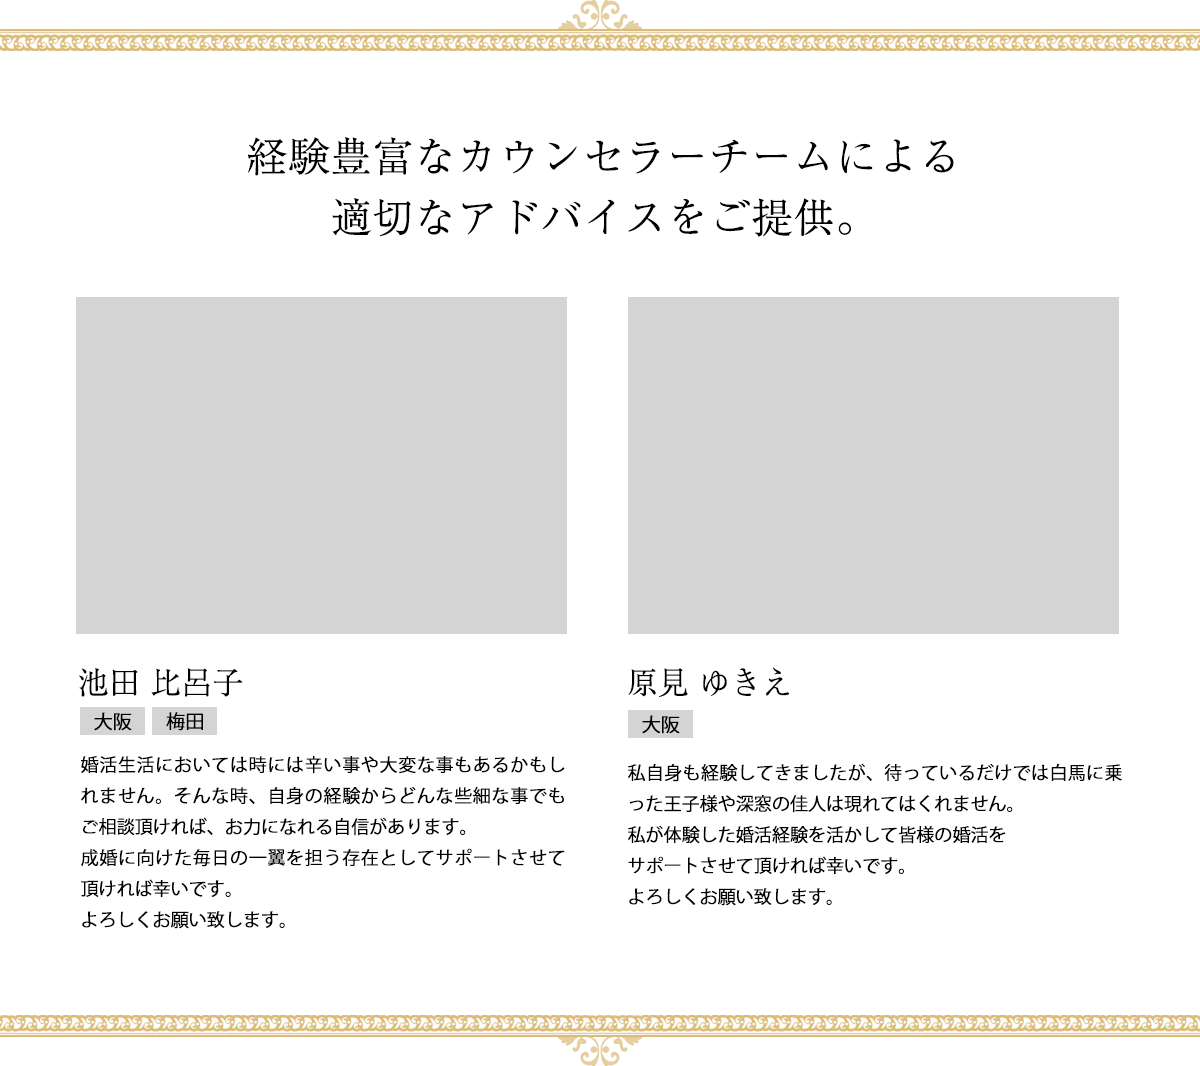 経験豊富なカウンセラーチームによる
適切なアドバイスをご提供。
池田 比呂子
大阪 梅田
婚活生活においては時には辛い事や大変な事もあるかもし
れません。そんな時、自身の経験からどんな些細な事でも
ご相談頂ければ、お力になれる自信があります。
成婚に向けた毎日の一翼を担う存在としてサポートさせて
頂ければ幸いです。
よろしくお願い致します。
原見 ゆきえ
大阪
私自身も経験してきましたが、待っているだけでは白馬に乗
った王子様や深窓の佳人は現れてはくれません。
私が体験した婚活経験を活かして皆様の婚活を
サポートさせて頂ければ幸いです。
よろしくお願い致します。